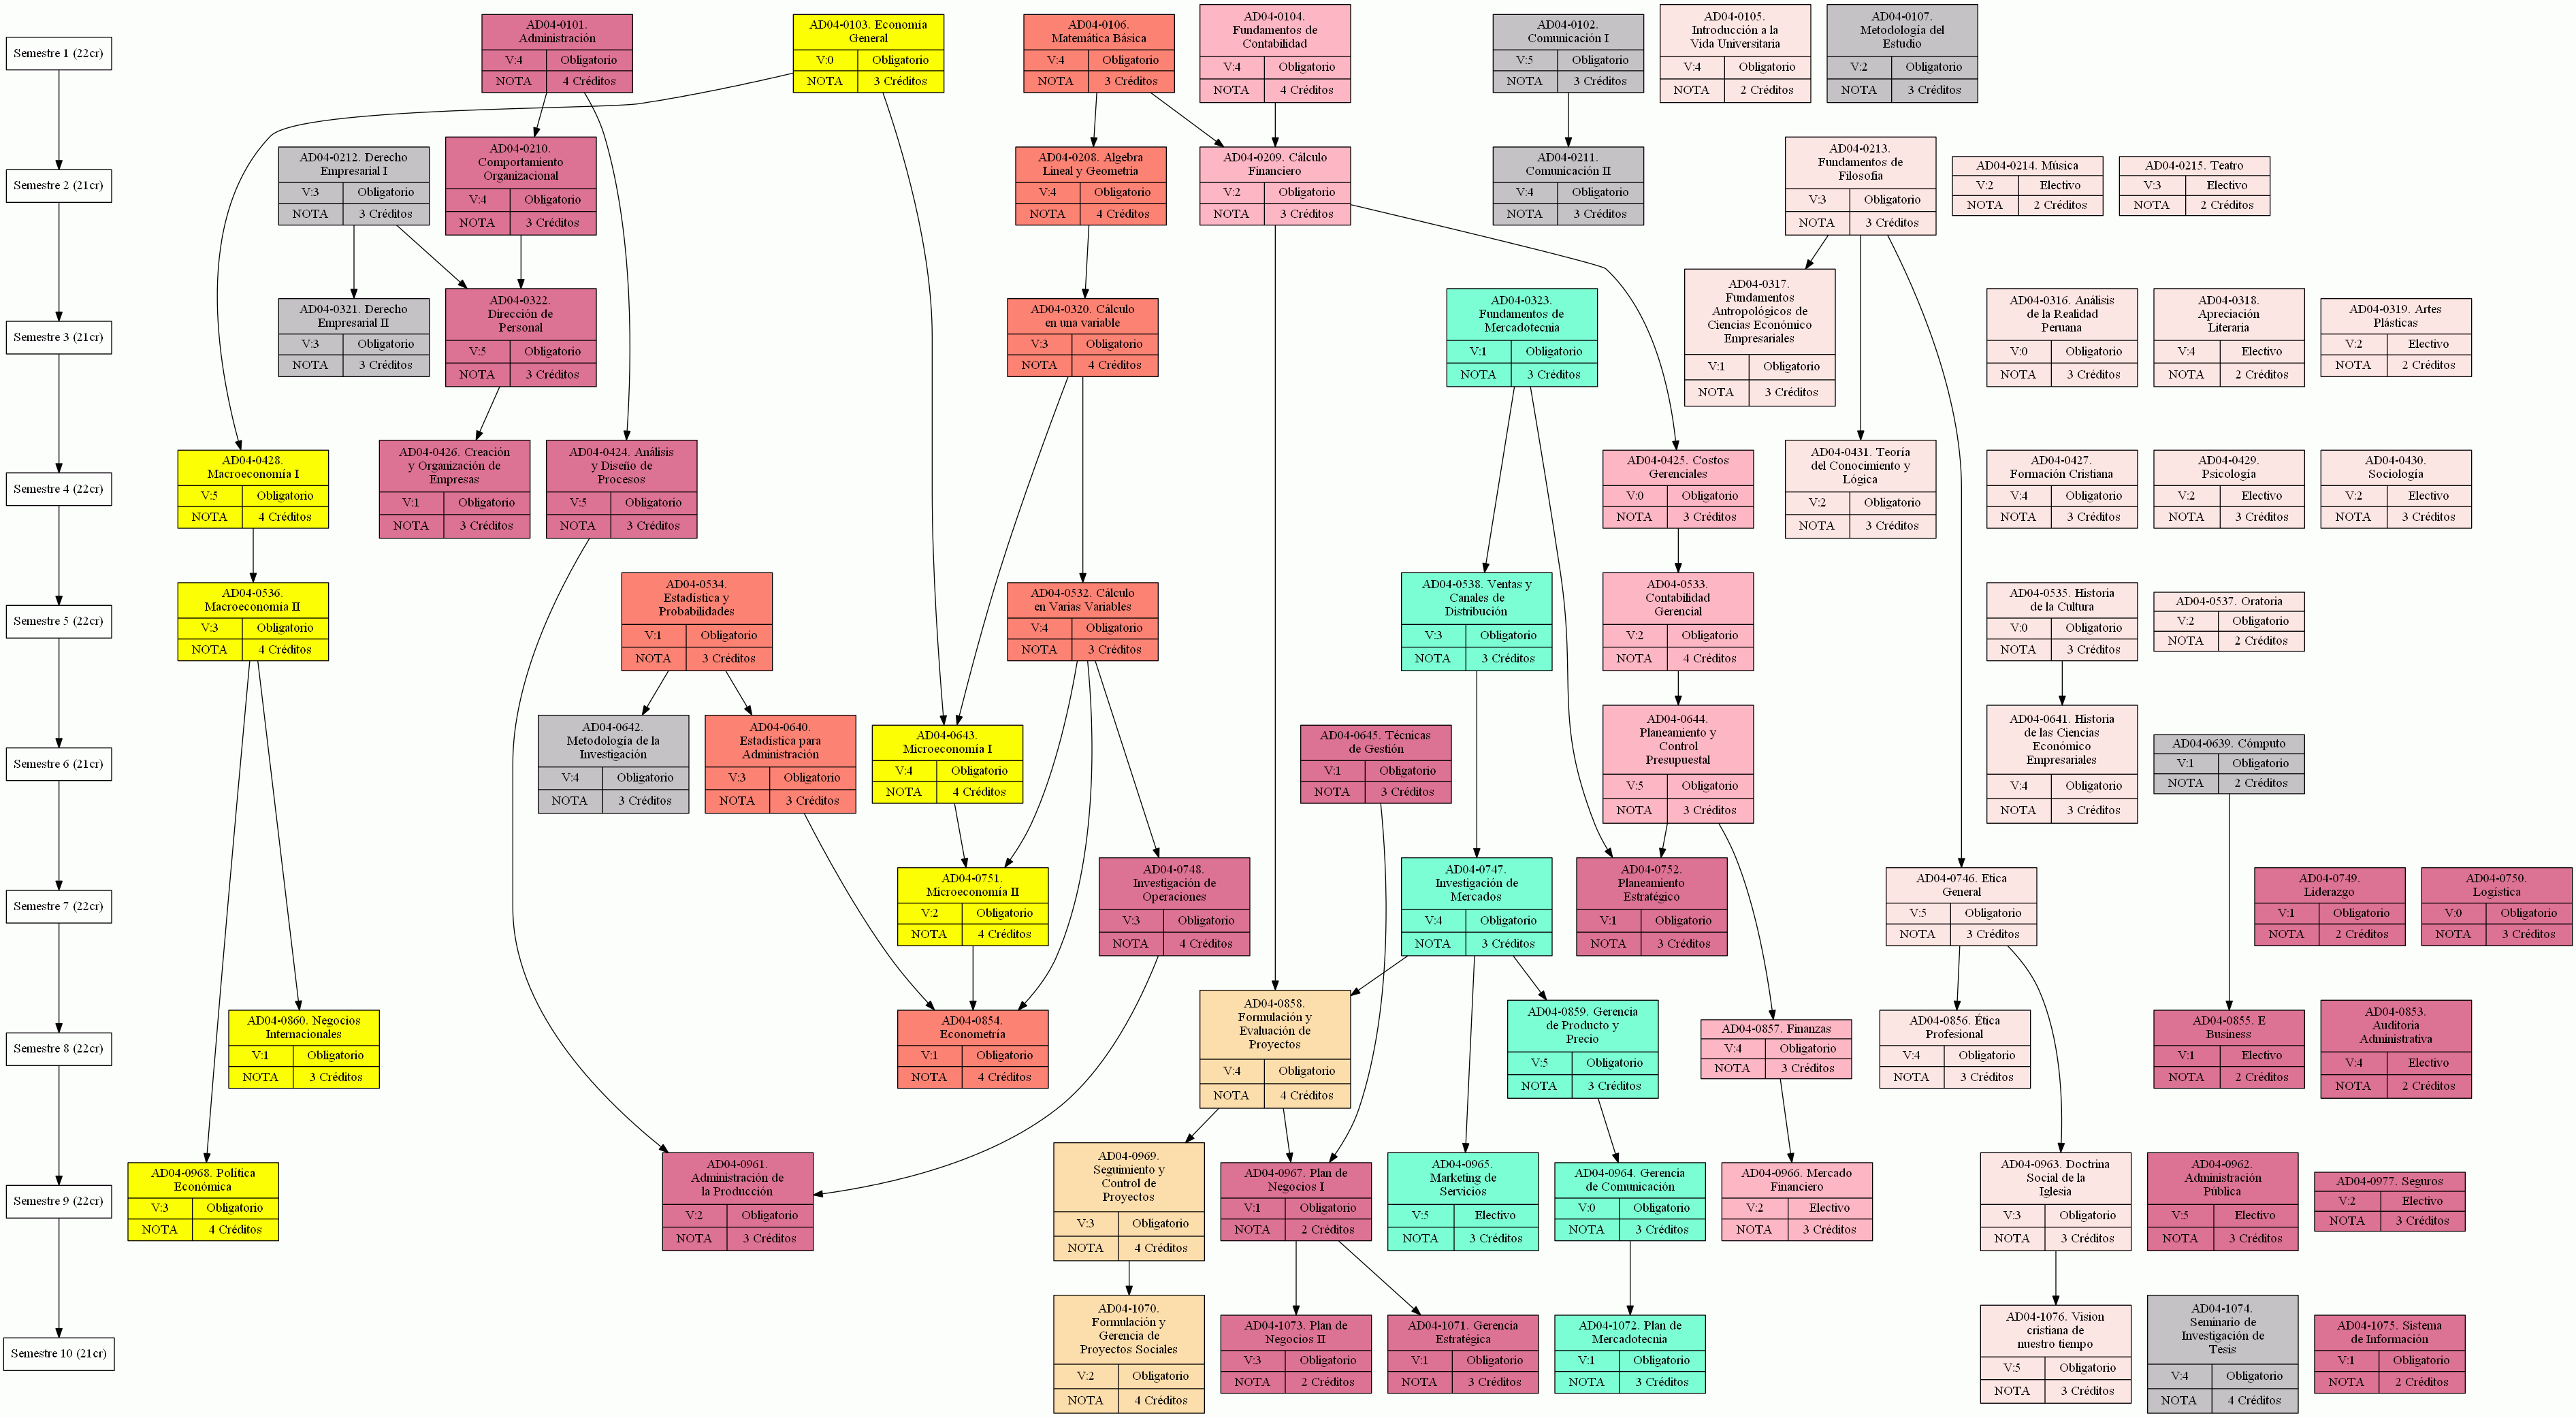 Semestre 1 (22cr)
AD04-0101.
Administración
V:4
Obligatorio
NOTA
4 Créditos
AD04-0103. Economía
General
V:0
Obligatorio
NOTA
3 Créditos
AD04-0106.
Matemática Básica
V:4
Obligatorio
NOTA
3 Créditos
AD04-0104.
Fundamentos de
Contabilidad
V:4
Obligatorio
NOTA
4 Créditos
AD04-0102.
Comunicación I
V:5
Obligatorio
NOTA
3 Créditos
AD04-0105.
Introducción a la
Vida Universitaria
V:4
Obligatorio
NOTA
2 Créditos
AD04-0107.
Metodología del
Estudio
V:2
Obligatorio
NOTA
3 Créditos
Semestre 2 (21cr)
AD04-0212. Derecho
Empresarial I
V:3
Obligatorio
NOTA
3 Créditos
AD04-0210.
Comportamiento
Organizacional
V:4
Obligatorio
NOTA
3 Créditos
AD04-0208. Algebra
Lineal y Geometria
V:4
Obligatorio
NOTA
4 Créditos
AD04-0209. Cálculo
Financiero
V:2
Obligatorio
NOTA
3 Créditos
AD04-0211.
Comunicación II
V:4
Obligatorio
NOTA
3 Créditos
AD04-0213.
Fundamentos de
Filosofía
V:3
Obligatorio
NOTA
3 Créditos
AD04-0214. Música
V:2
Electivo
NOTA
2 Créditos
AD04-0215. Teatro
V:3
Electivo
NOTA
2 Créditos
Semestre 3 (21cr)
AD04-0321. Derecho
Empresarial II
V:3
Obligatorio
NOTA
3 Créditos
AD04-0322.
Dirección de
Personal
V:5
Obligatorio
NOTA
3 Créditos
AD04-0320. Cálculo
en una variable
V:3
Obligatorio
NOTA
4 Créditos
AD04-0323.
Fundamentos de
Mercadotecnia
V:1
Obligatorio
NOTA
3 Créditos
AD04-0317.
Fundamentos
Antropológicos de
Ciencias Económico
Empresariales
V:1
Obligatorio
NOTA
3 Créditos
AD04-0316. Análisis
de la Realidad
Peruana
V:0
Obligatorio
NOTA
3 Créditos
AD04-0318.
Apreciación
Literaria
V:4
Electivo
NOTA
2 Créditos
AD04-0319. Artes
Plásticas
V:2
Electivo
NOTA
2 Créditos
Semestre 4 (22cr)
AD04-0428.
Macroeconomía I
V:5
Obligatorio
NOTA
4 Créditos
AD04-0426. Creación
y Organización de
Empresas
V:1
Obligatorio
NOTA
3 Créditos
AD04-0424. Análisis
y Diseño de
Procesos
V:5
Obligatorio
NOTA
3 Créditos
AD04-0425. Costos
Gerenciales
V:0
Obligatorio
NOTA
3 Créditos
AD04-0431. Teoría
del Conocimiento y
Lógica
V:2
Obligatorio
NOTA
3 Créditos
AD04-0427.
Formación Cristiana
V:4
Obligatorio
NOTA
3 Créditos
AD04-0429.
Psicología
V:2
Electivo
NOTA
3 Créditos
AD04-0430.
Sociología
V:2
Electivo
NOTA
3 Créditos
Semestre 5 (22cr)
AD04-0536.
Macroeconomía II
V:3
Obligatorio
NOTA
4 Créditos
AD04-0534.
Estadística y
Probabilidades
V:1
Obligatorio
NOTA
3 Créditos
AD04-0532. Cálculo
en Varias Variables
V:4
Obligatorio
NOTA
3 Créditos
AD04-0538. Ventas y
Canales de
Distribución
V:3
Obligatorio
NOTA
3 Créditos
AD04-0533.
Contabilidad
Gerencial
V:2
Obligatorio
NOTA
4 Créditos
AD04-0535. Historia
de la Cultura
V:0
Obligatorio
NOTA
3 Créditos
AD04-0537. Oratoria
V:2
Obligatorio
NOTA
2 Créditos
Semestre 6 (21cr)
AD04-0642.
Metodología de la
Investigación
V:4
Obligatorio
NOTA
3 Créditos
AD04-0640.
Estadística para
Administración
V:3
Obligatorio
NOTA
3 Créditos
AD04-0643.
Microeconomía I
V:4
Obligatorio
NOTA
4 Créditos
AD04-0645. Técnicas
de Gestión
V:1
Obligatorio
NOTA
3 Créditos
AD04-0644.
Planeamiento y
Control
Presupuestal
V:5
Obligatorio
NOTA
3 Créditos
AD04-0641. Historia
de las Ciencias
Económico
Empresariales
V:4
Obligatorio
NOTA
3 Créditos
AD04-0639. Cómputo
V:1
Obligatorio
NOTA
2 Créditos
Semestre 7 (22cr)
AD04-0751.
Microeconomía II
V:2
Obligatorio
NOTA
4 Créditos
AD04-0748.
Investigación de
Operaciones
V:3
Obligatorio
NOTA
4 Créditos
AD04-0747.
Investigación de
Mercados
V:4
Obligatorio
NOTA
3 Créditos
AD04-0752.
Planeamiento
Estratégico
V:1
Obligatorio
NOTA
3 Créditos
AD04-0746. Etica
General
V:5
Obligatorio
NOTA
3 Créditos
AD04-0749.
Liderazgo
V:1
Obligatorio
NOTA
2 Créditos
AD04-0750.
Logística
V:0
Obligatorio
NOTA
3 Créditos
Semestre 8 (22cr)
AD04-0860. Negocios
Internacionales
V:1
Obligatorio
NOTA
3 Créditos
AD04-0854.
Econometría
V:1
Obligatorio
NOTA
4 Créditos
AD04-0858.
Formulación y
Evaluación de
Proyectos
V:4
Obligatorio
NOTA
4 Créditos
AD04-0859. Gerencia
de Producto y
Precio
V:5
Obligatorio
NOTA
3 Créditos
AD04-0857. Finanzas
V:4
Obligatorio
NOTA
3 Créditos
AD04-0856. Ética
Profesional
V:4
Obligatorio
NOTA
3 Créditos
AD04-0855. E
Business
V:1
Electivo
NOTA
2 Créditos
AD04-0853.
Auditoria
Administrativa
V:4
Electivo
NOTA
2 Créditos
Semestre 9 (22cr)
AD04-0968. Política
Económica
V:3
Obligatorio
NOTA
4 Créditos
AD04-0961.
Administración de
la Producción
V:2
Obligatorio
NOTA
3 Créditos
AD04-0969.
Seguimiento y
Control de
Proyectos
V:3
Obligatorio
NOTA
4 Créditos
AD04-0967. Plan de
Negocios I
V:1
Obligatorio
NOTA
2 Créditos
AD04-0965.
Marketing de
Servicios
V:5
Electivo
NOTA
3 Créditos
AD04-0964. Gerencia
de Comunicación
V:0
Obligatorio
NOTA
3 Créditos
AD04-0966. Mercado
Financiero
V:2
Electivo
NOTA
3 Créditos
AD04-0963. Doctrina
Social de la
Iglesia
V:3
Obligatorio
NOTA
3 Créditos
AD04-0962.
Administración
Pública
V:5
Electivo
NOTA
3 Créditos
AD04-0977. Seguros
V:2
Electivo
NOTA
3 Créditos
Semestre 10 (21cr)
AD04-1070.
Formulación y
Gerencia de
Proyectos Sociales
V:2
Obligatorio
NOTA
4 Créditos
AD04-1073. Plan de
Negocios II
V:3
Obligatorio
NOTA
2 Créditos
AD04-1071. Gerencia
Estratégica
V:1
Obligatorio
NOTA
3 Créditos
AD04-1072. Plan de
Mercadotecnia
V:1
Obligatorio
NOTA
3 Créditos
AD04-1076. Vision
cristiana de
nuestro tiempo
V:5
Obligatorio
NOTA
3 Créditos
AD04-1074.
Seminario de
Investigación de
Tesis
V:4
Obligatorio
NOTA
4 Créditos
AD04-1075. Sistema
de Información
V:1
Obligatorio
NOTA
2 Créditos